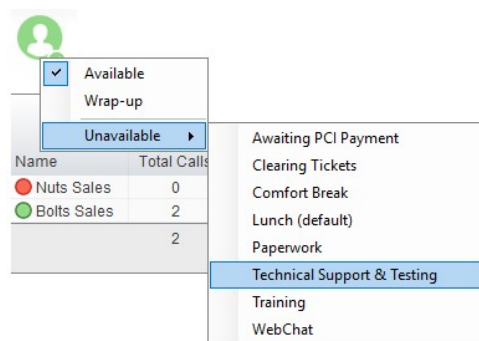 Available
Wrap-up
Unavailable
Name Total Calls
Nuts Sales 0
Bolts Sales 2
2
Awaiting PCI Payment
Clearing Tickets
Comfort Break
Lunch (default)
Paperwork
Technical Support & Testing
Training
WebChat